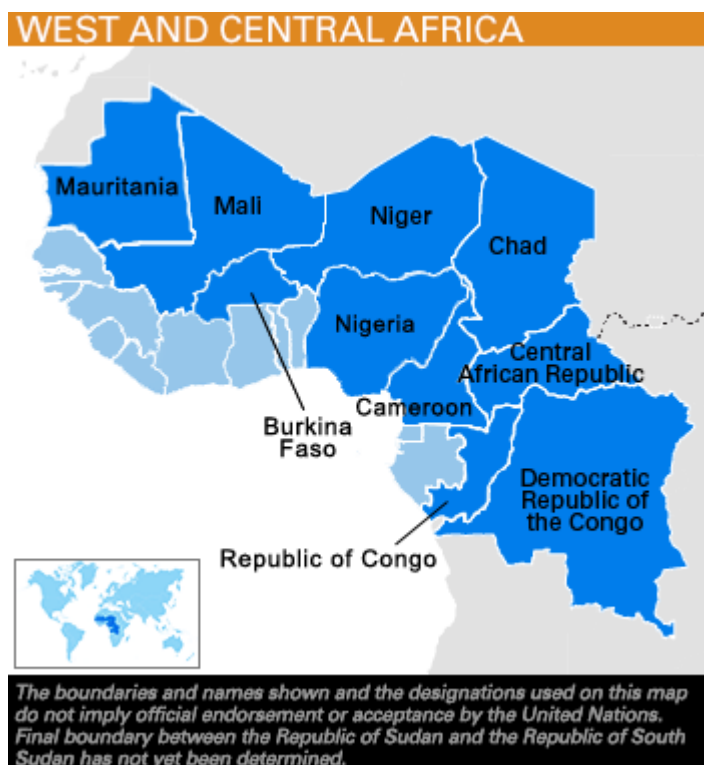 WEST AND CENTRAL AFRICA
Mauritania
Mali
Niger
Chad
Nigeria
Central
African Republic
Cameroon
Burkina
Faso
Democratic
Republic of
the Congo
Republic of Congo
The boundaries and names shown and the designations used on this map
do not imply official endorsement or acceptance by the United Nations.
Final boundary between the Republic of Sudan and the Republic of South
Sudan has not yet been determined.